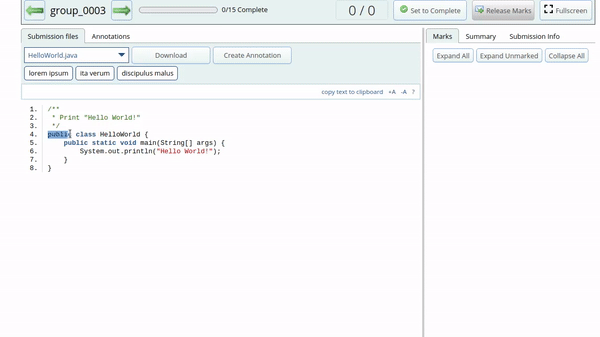 group_0003
0/15 Complete
0 / 0
Set to Complete
Release Marks
Fullscreen
Submission files
Annotations
Marks
Summary
Submission Info
HelloWorld.java
Download
Create Annotation
Expand All
Expand Unmarked
Collapse All
lorem ipsum
ita verum
discipulus malus
copy text to clipboard +A -A ?
1. /**
2. * Print "Hello World!"
3. */
4. public class HelloWorld {
5. public static void main(String[] args) {
6. System.out.println("Hello World!");
7. }
8. }